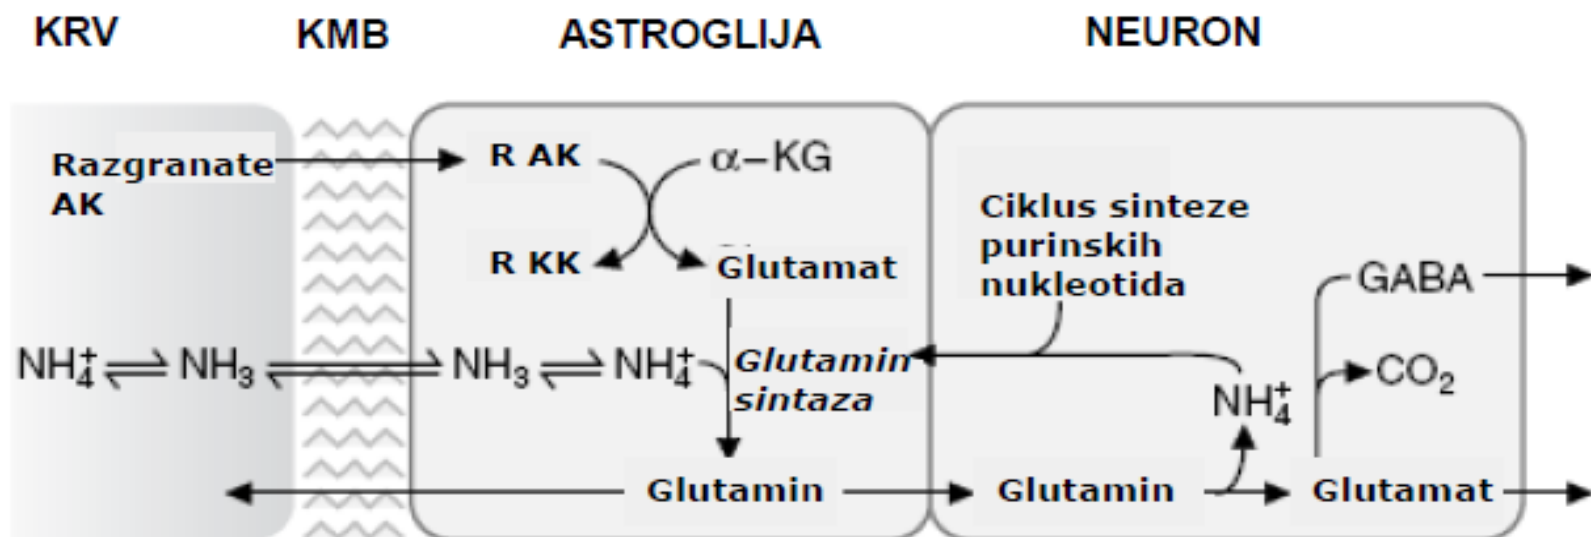 KRV KMB ASTROGLIJA NEURON
Razgranate
AK
R AK
α–KG
R KK
Glutamat
Ciklus sinteze
purinskih
nukleotida
GABA
NH₄⁺ NH₃ NH₃ NH₄⁺
Glutamin
sintaza
NH₄⁺
CO₂
Glutamin Glutamin Glutamat